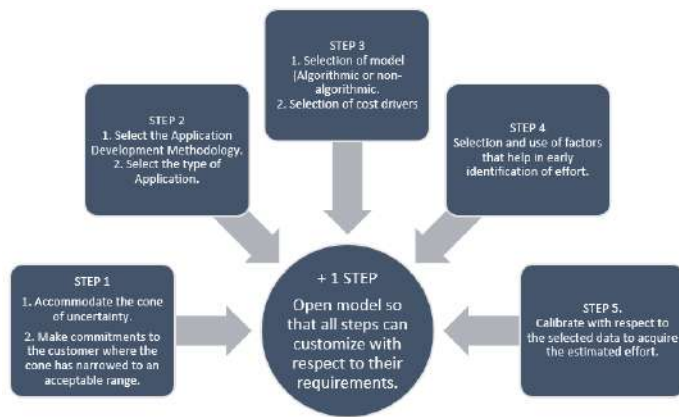 STEP 1
1. Accommodate the cone
of uncertainty.
2. Make commitments to
the customer where the
cone has narrowed to an
acceptable range.
STEP 2
1. Select the Application
Development Methodology.
2. Select the type of
Application.
STEP 3
1. Selection of model
(Algorithmic or non-
algorithmic.
2. Selection of cost drivers
STEP 4
Selection and use of factors
that help in early
identification of effort.
STEP 5.
Calibrate with respect to
the selected data to acquire
the estimated effort.
+ 1 STEP
Open model so
that all steps can
customize with
respect to their
requirements.